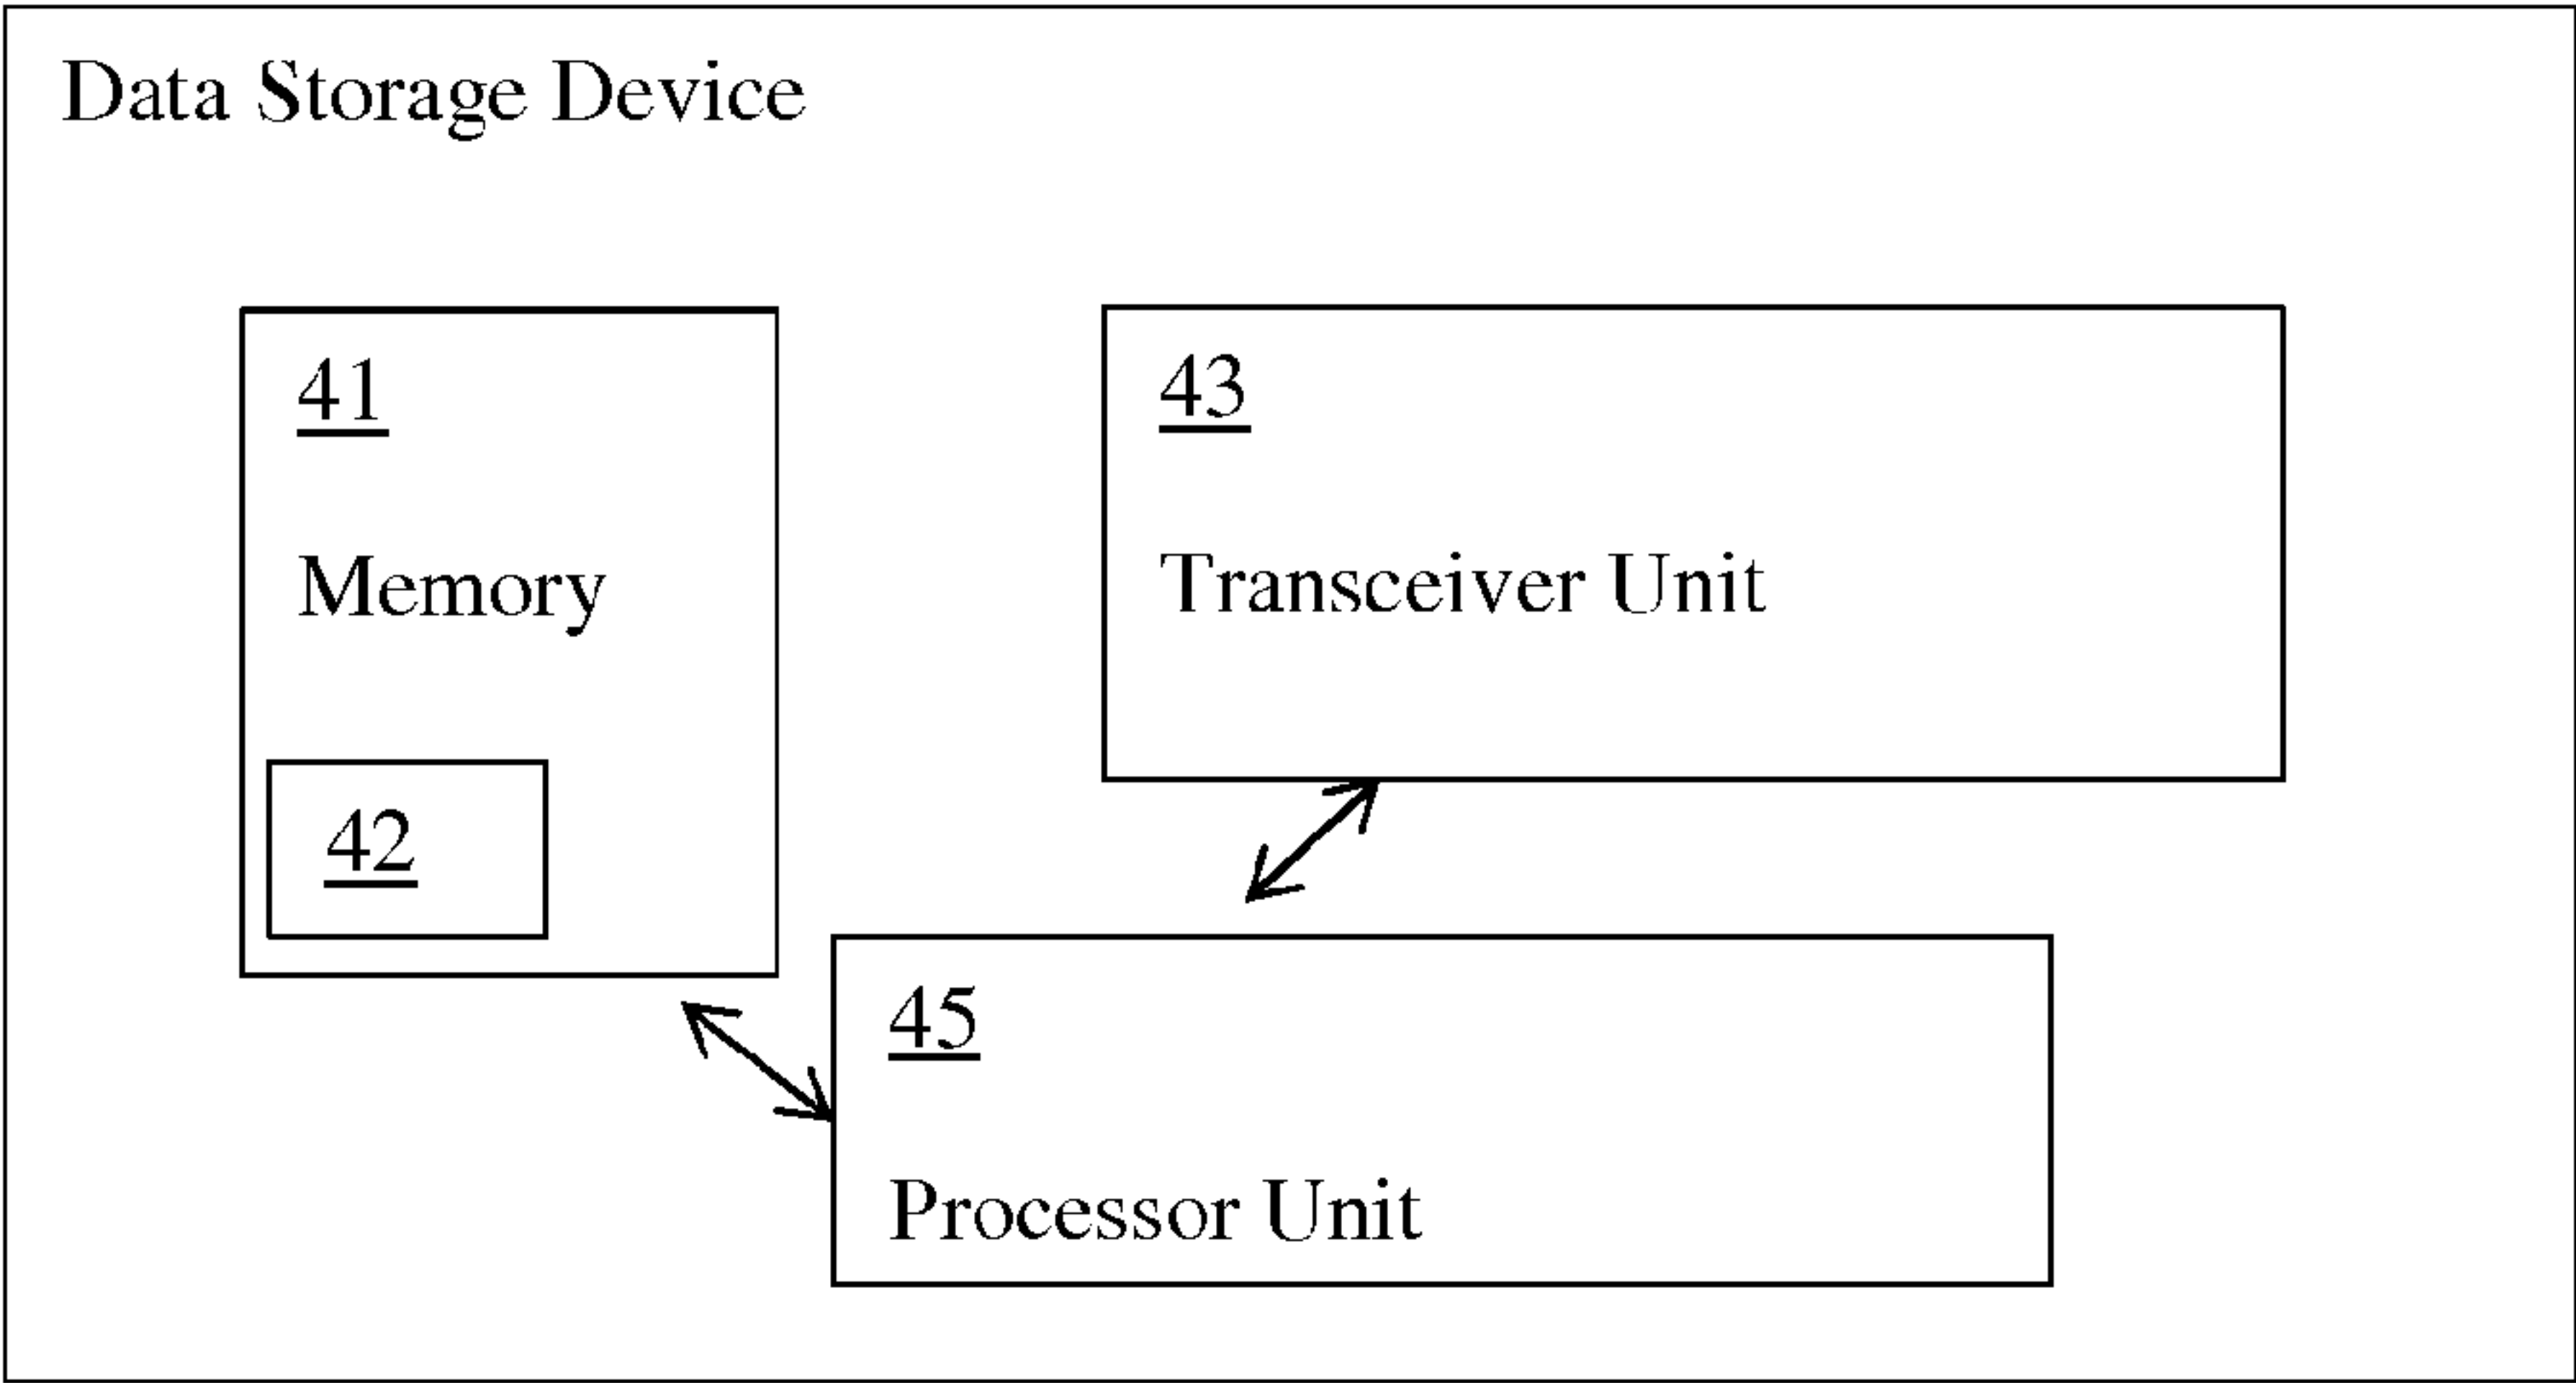 Data Storage Device
41
Memory
42
43
Transceiver Unit
45
Processor Unit